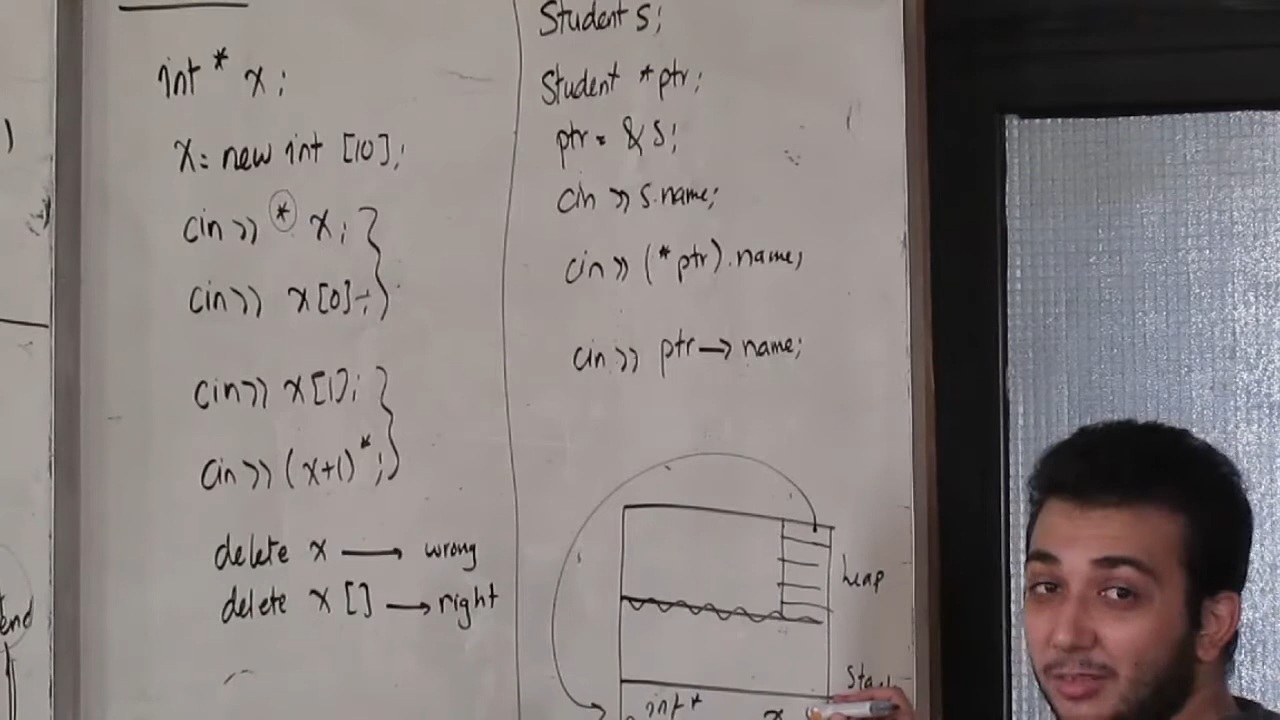 )
end
int * x;
x= new int [10];
cin >> * x;
cin >> x[0];
cin >> x[1];
cin >> (x+1)*;
delete x → wrong
delete x [] → right
Student s;
Student *ptr;
ptr = & s;
cin >> s.name;
cin >> (*ptr).name;
cin >> ptr → name;
heap
int * x